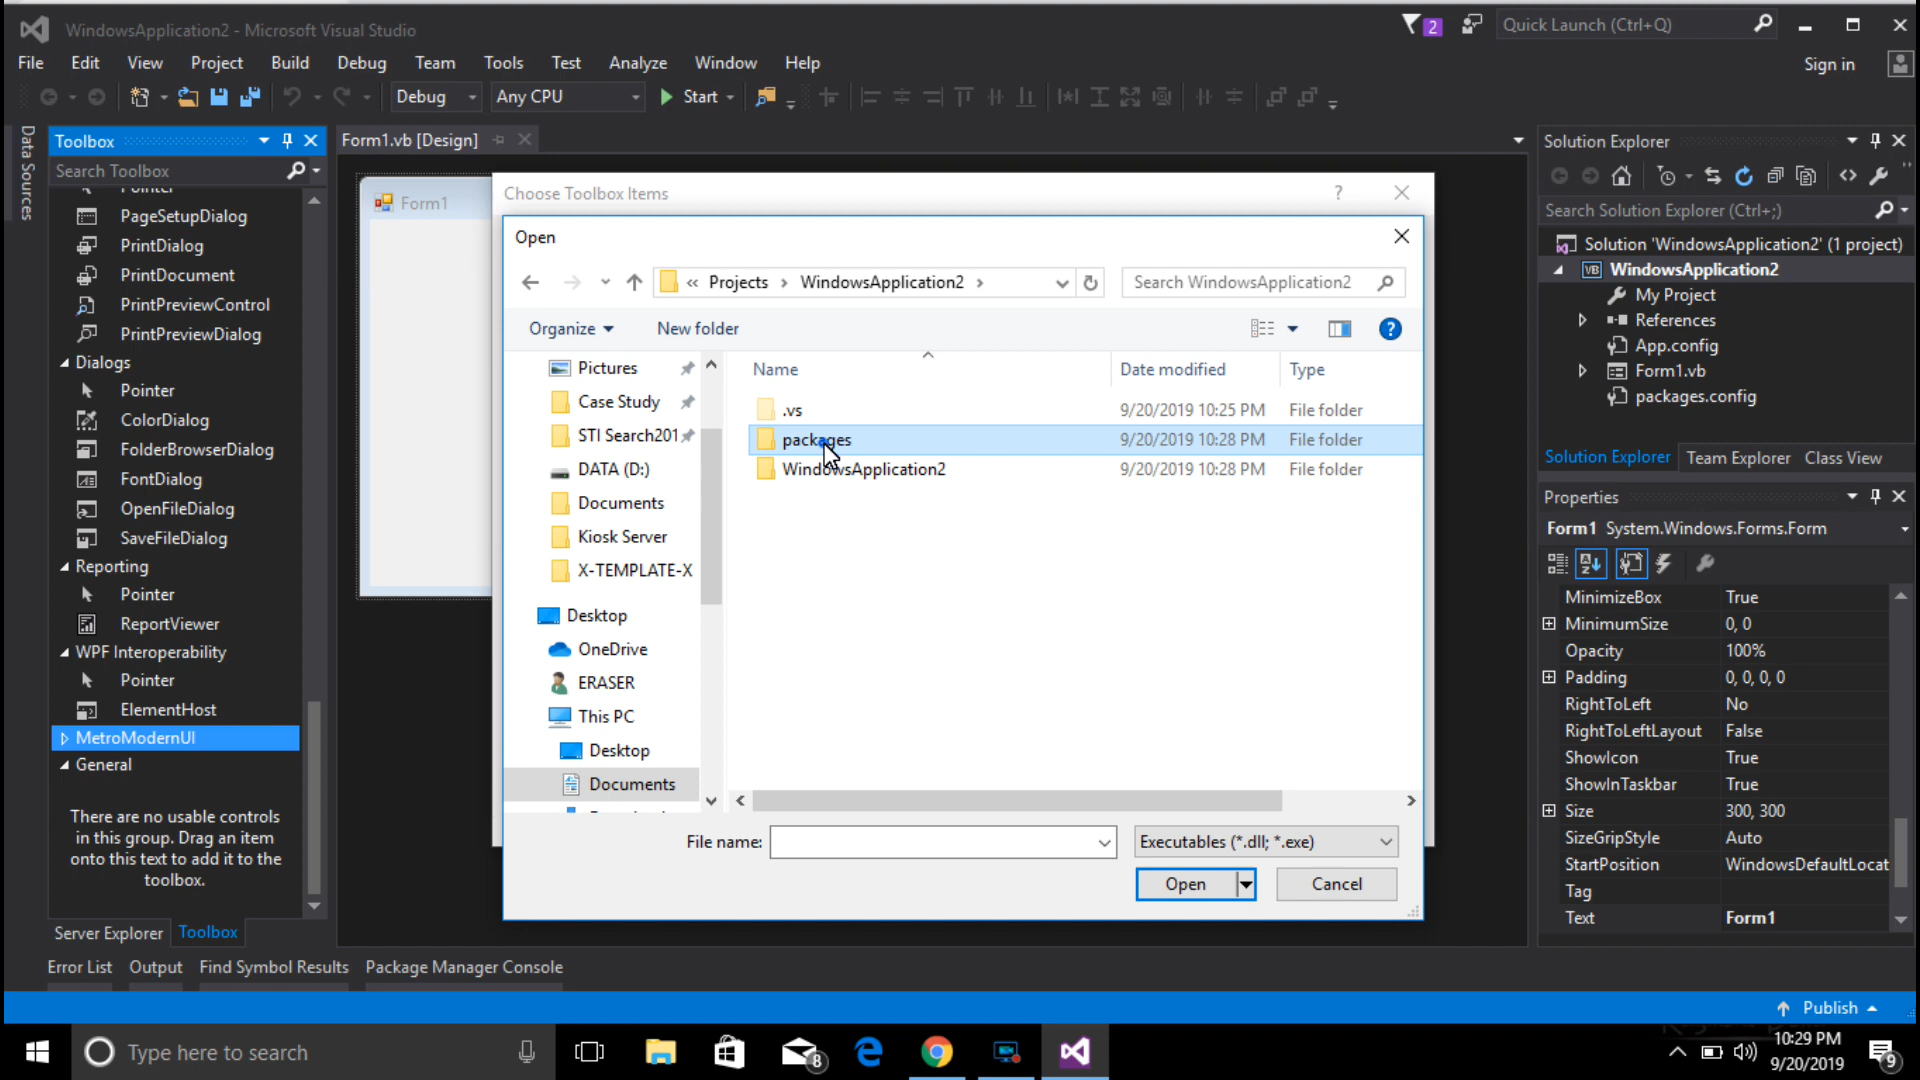 WindowsApplication2 - Microsoft Visual Studio
2
Quick Launch (Ctrl+Q)
File Edit View Project Build Debug Team Tools Test Analyze Window Help
Sign in
Debug Any CPU Start
Data Sources
Toolbox
Search Toolbox
Pointer
PageSetupDialog
PrintDialog
PrintDocument
PrintPreviewControl
PrintPreviewDialog
Dialogs
Pointer
ColorDialog
FolderBrowserDialog
FontDialog
OpenFileDialog
SaveFileDialog
Reporting
Pointer
ReportViewer
WPF Interoperability
Pointer
ElementHost
MetroModernUI
General
There are no usable controls
in this group. Drag an item
onto this text to add it to the
toolbox.
Server Explorer Toolbox
Form1.vb [Design]
Form1
Choose Toolbox Items
?
Open
« Projects › WindowsApplication2 ›
Search WindowsApplication2
Organize New folder
?
Pictures
Case Study
STI Search201
DATA (D:)
Documents
Kiosk Server
X-TEMPLATE-X
Desktop
OneDrive
ERASER
This PC
Desktop
Documents
Name Date modified Type
.vs 9/20/2019 10:25 PM File folder
packages 9/20/2019 10:28 PM File folder
WindowsApplication2 9/20/2019 10:28 PM File folder
File name:
Executables (*.dll; *.exe)
Open Cancel
Solution Explorer
Search Solution Explorer (Ctrl+;)
Solution 'WindowsApplication2' (1 project)
VB WindowsApplication2
My Project
References
App.config
Form1.vb
packages.config
Solution Explorer Team Explorer Class View
Properties
Form1 System.Windows.Forms.Form
MinimizeBox True
MinimumSize 0, 0
Opacity 100%
Padding 0, 0, 0, 0
RightToLeft No
RightToLeftLayout False
ShowIcon True
ShowInTaskbar True
Size 300, 300
SizeGripStyle Auto
StartPosition WindowsDefaultLocat
Tag
Text Form1
Error List Output Find Symbol Results Package Manager Console
Publish
Type here to search
8
10:29 PM
9/20/2019
9